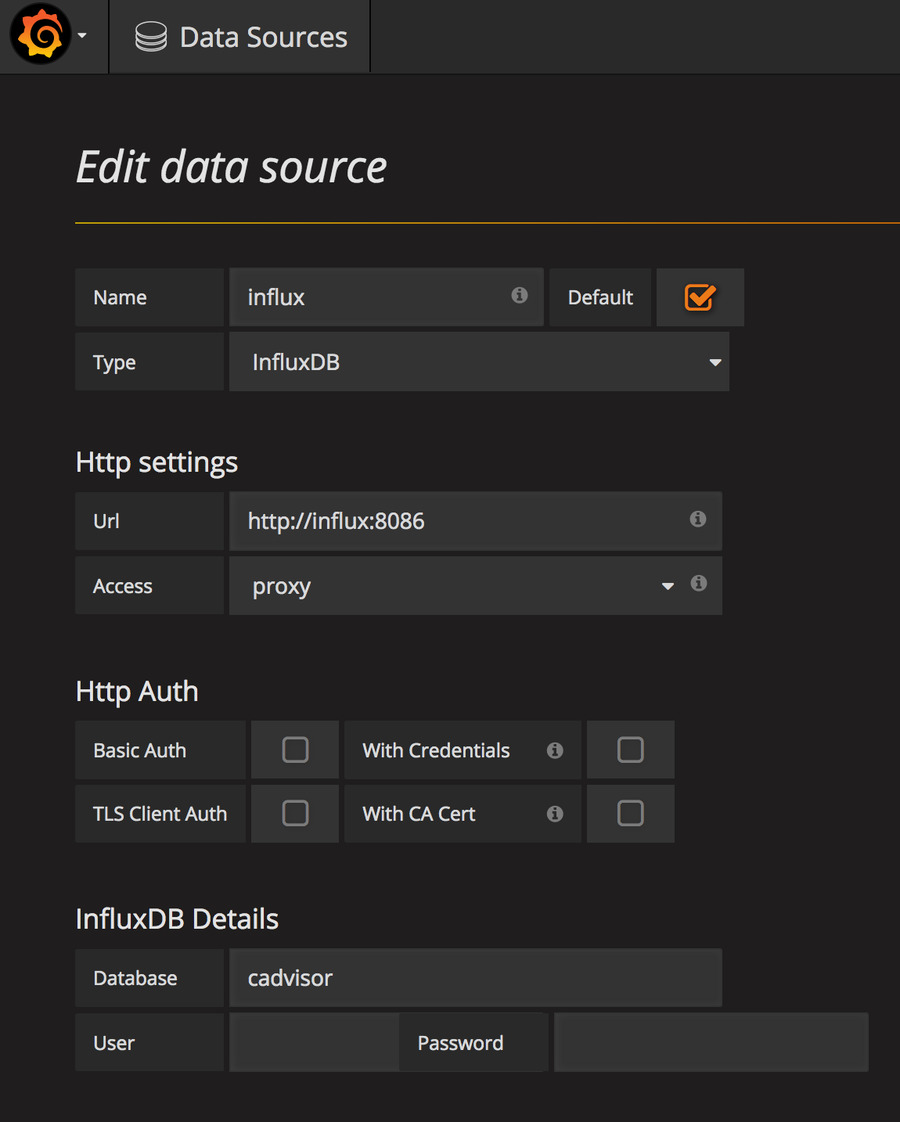 Data Sources
Edit data source
Name influx Default
Type InfluxDB
Http settings
Url http://influx:8086
Access proxy
Http Auth
Basic Auth With Credentials
TLS Client Auth With CA Cert
InfluxDB Details
Database cadvisor
User Password